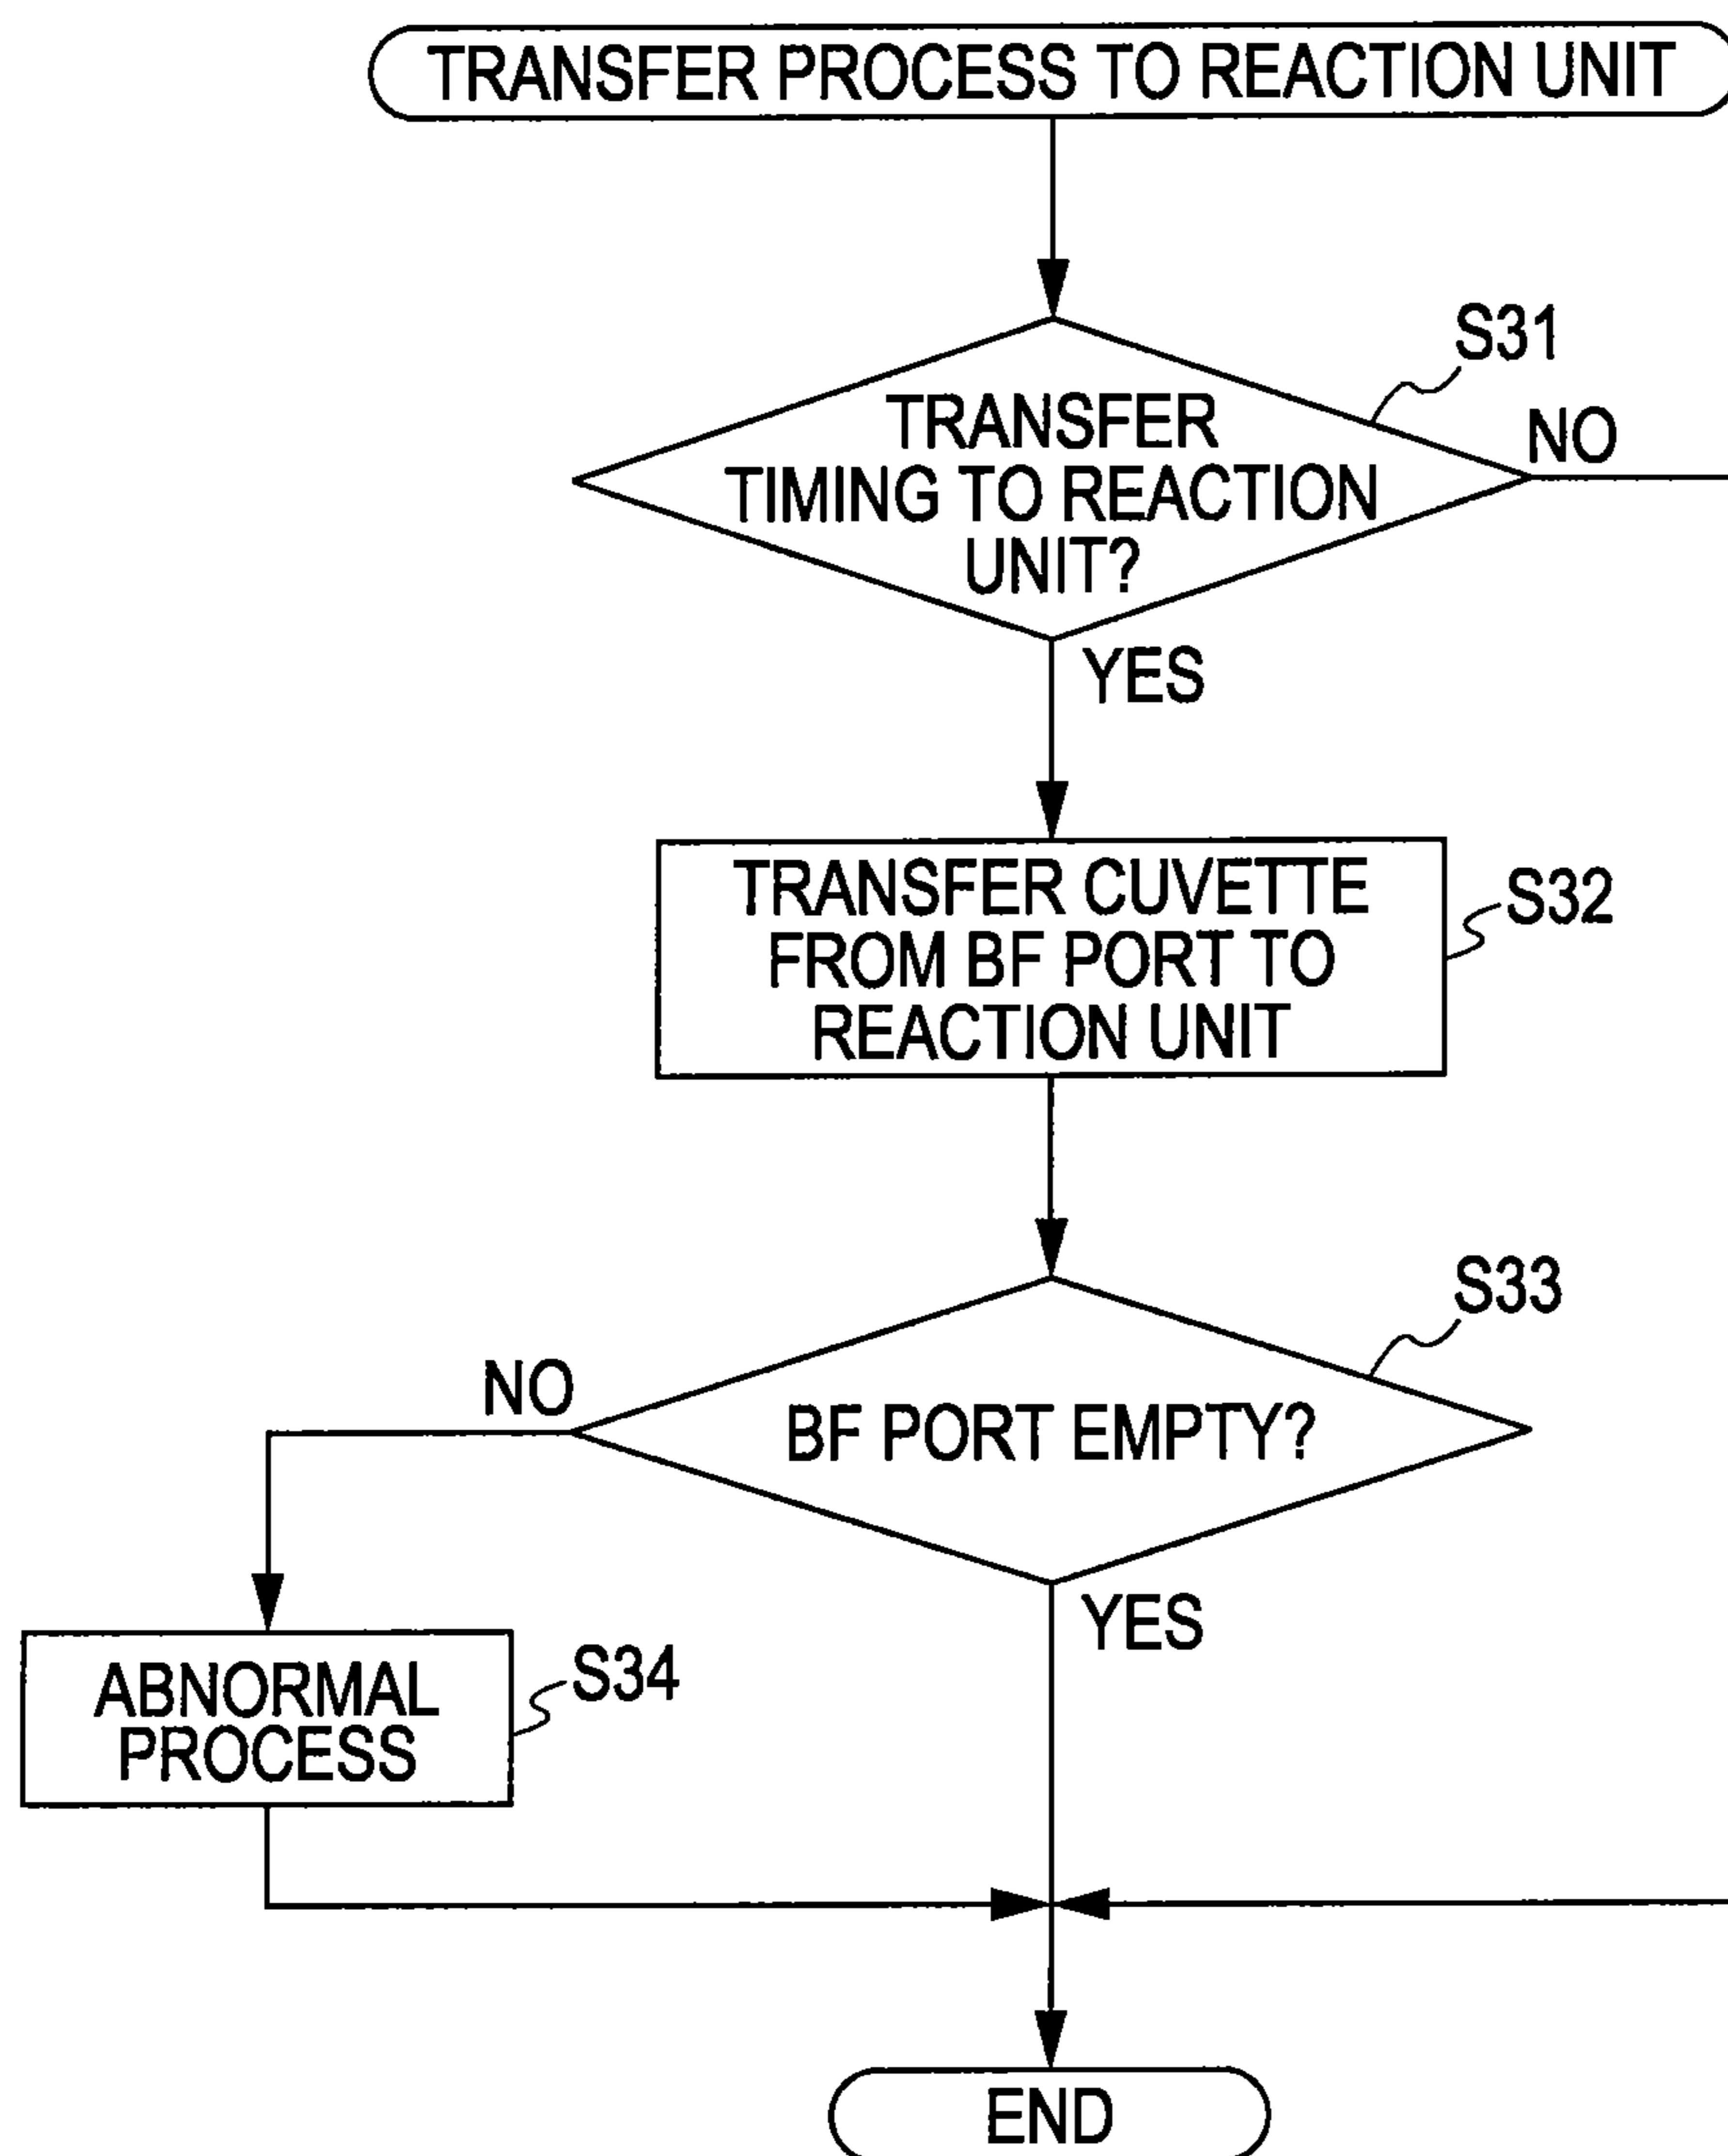 TRANSFER PROCESS TO REACTION UNIT
S31
TRANSFER
TIMING TO REACTION
UNIT?
NO
YES
TRANSFER CUVETTE
FROM BF PORT TO
REACTION UNIT
S32
S33
BF PORT EMPTY?
NO
YES
ABNORMAL
PROCESS
S34
END